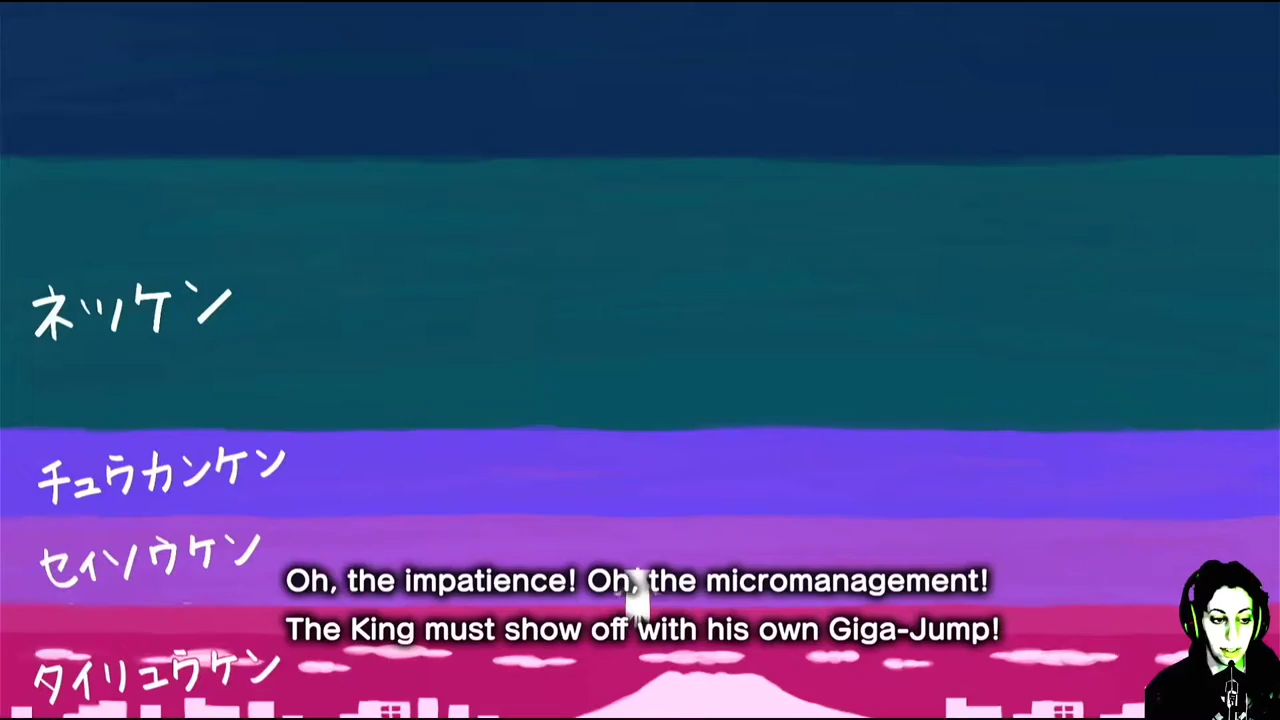 ネツケン
チュウカンケン
セイソウケン
Oh, the impatience! Oh, the micromanagement!
The King must show off with his own Giga-Jump!
タイリュウケン